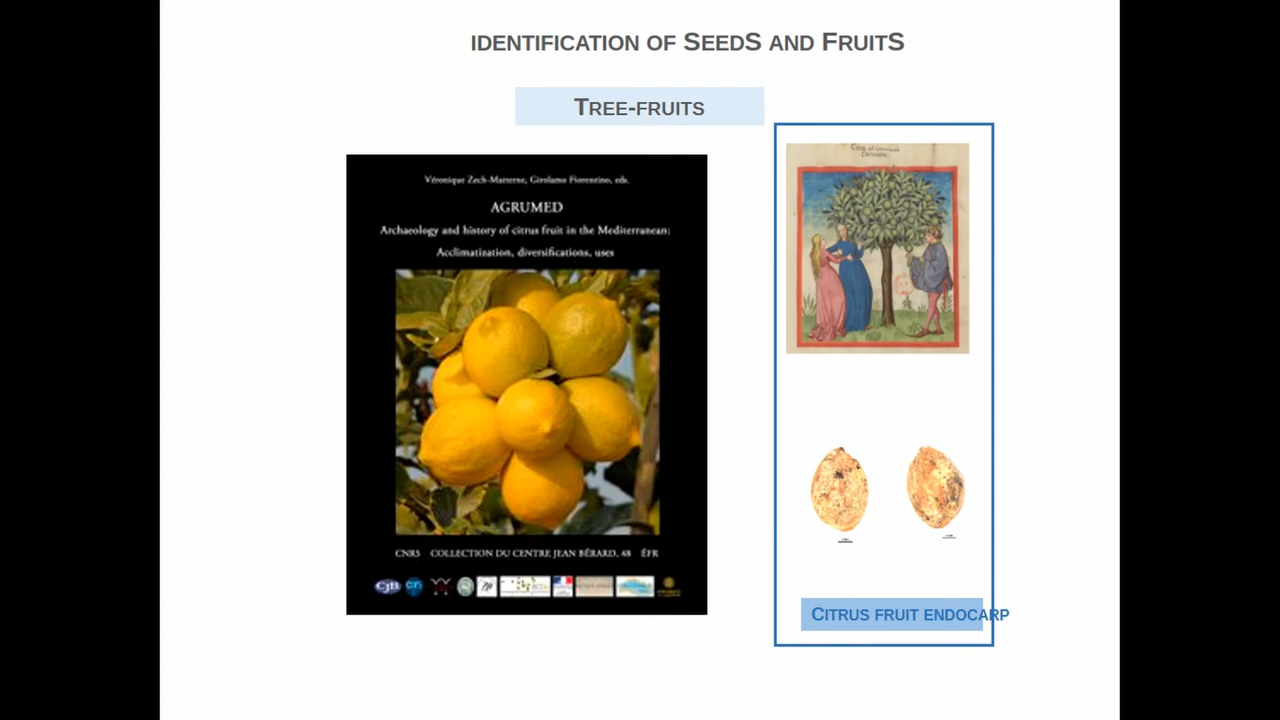 IDENTIFICATION OF SEEDS AND FRUITS
TREE-FRUITS
Véronique Zech-Matterne, Girolamo Fiorentino, eds.
AGRUMED
Archaeology and history of citrus fruit in the Mediterranean:
Acclimatization, diversifications, uses
CNRS COLLECTION DU CENTRE JEAN BÉRARD, 48 ÉFR
CJB
CITRUS FRUIT ENDOCARP